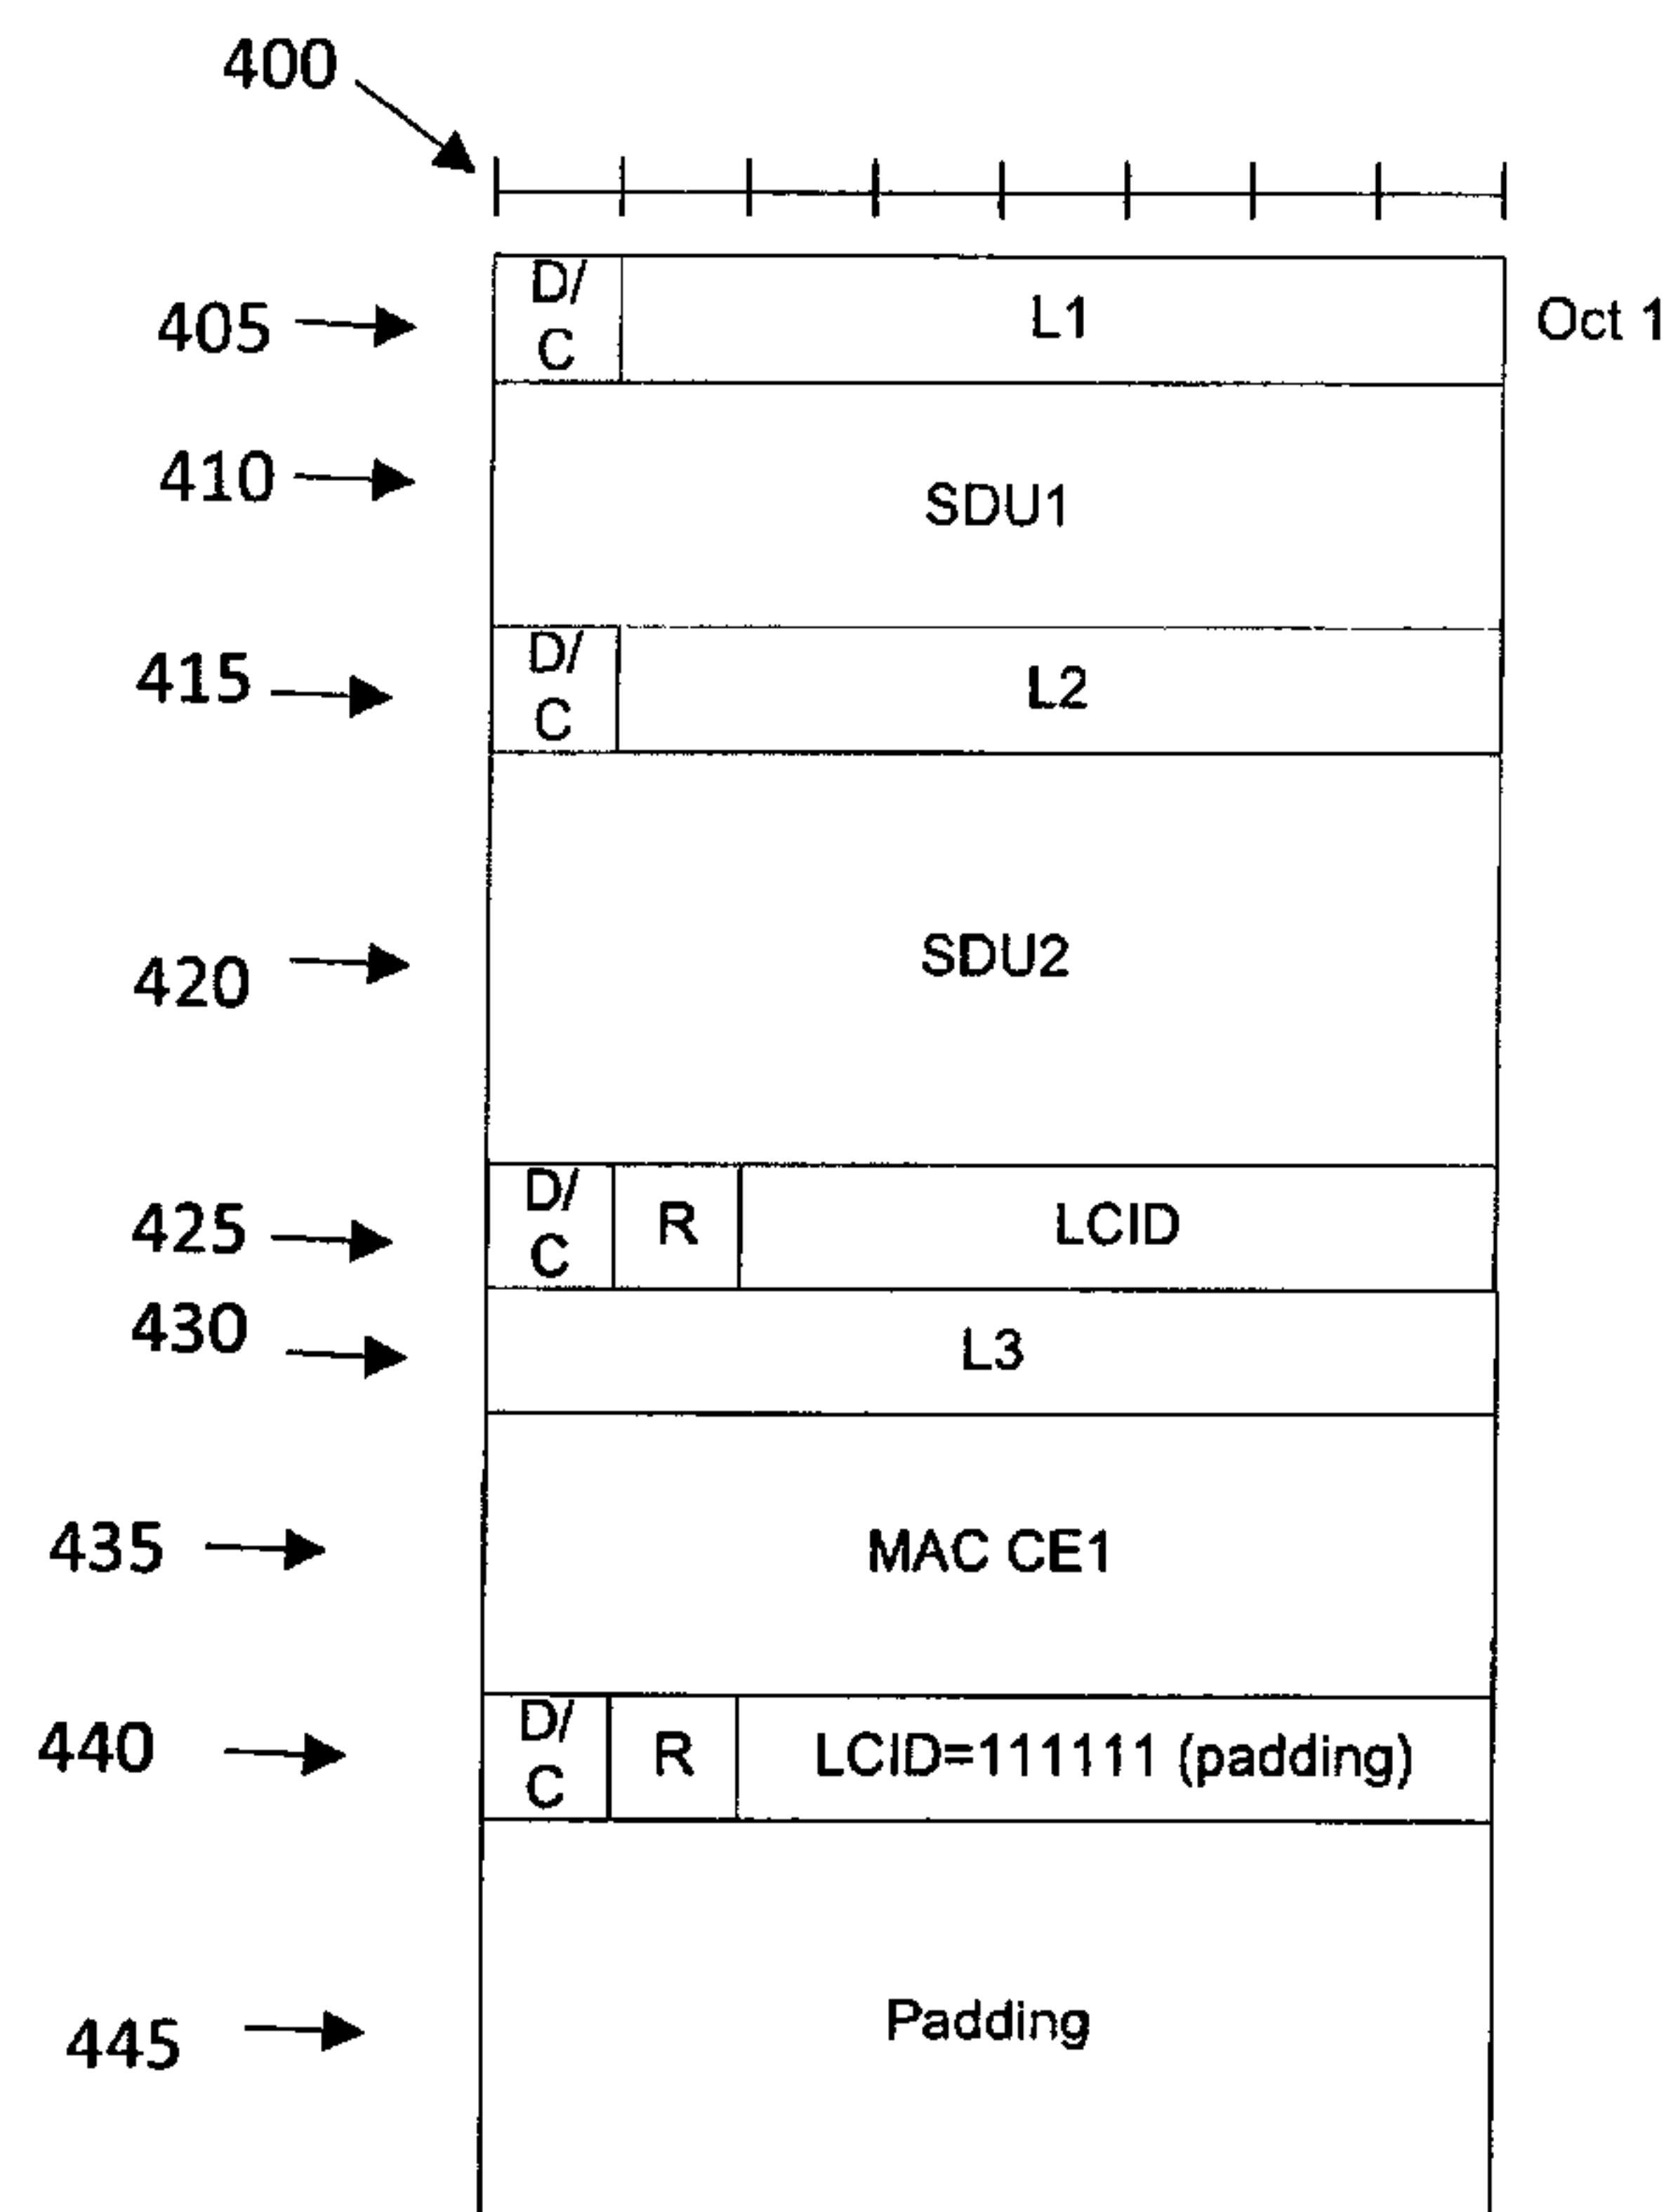 400
405
D/
C
L1
Oct 1
410
SDU1
415
D/
C
L2
420
SDU2
425
D/
C
R
LCID
430
L3
435
MAC CE1
440
D/
C
R
LCID=111111 (padding)
445
Padding